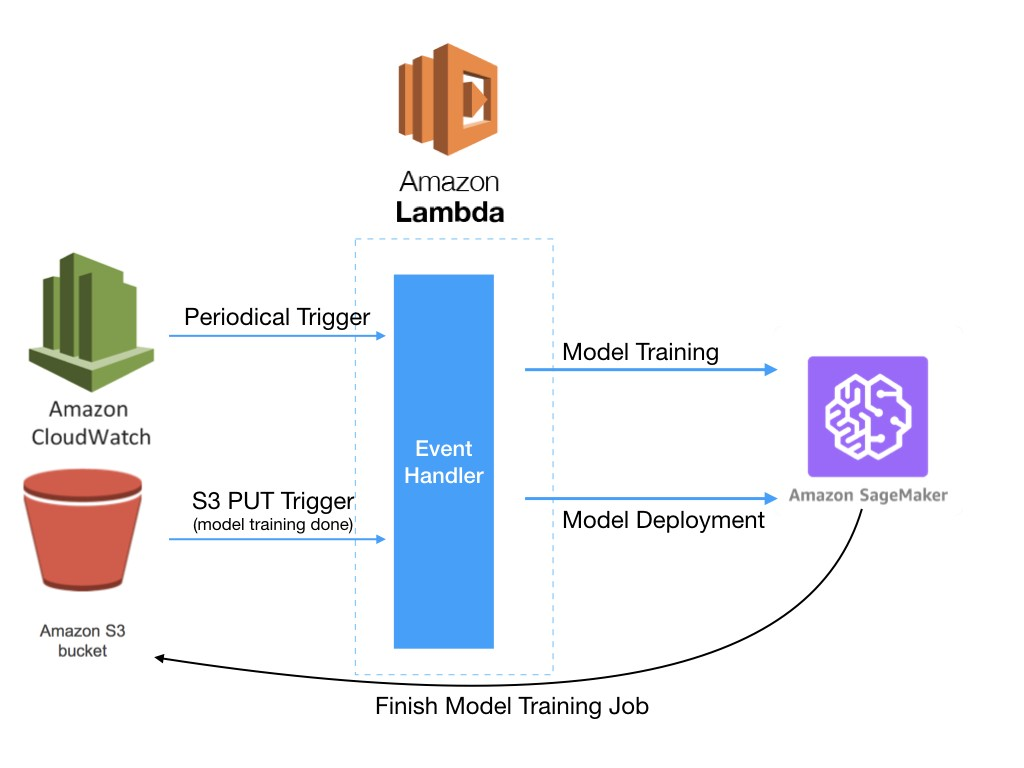 Amazon
Lambda
Periodical Trigger
Amazon
CloudWatch
Model Training
Event
Handler
S3 PUT Trigger
(model training done)
Amazon SageMaker
Model Deployment
Amazon S3
bucket
Finish Model Training Job